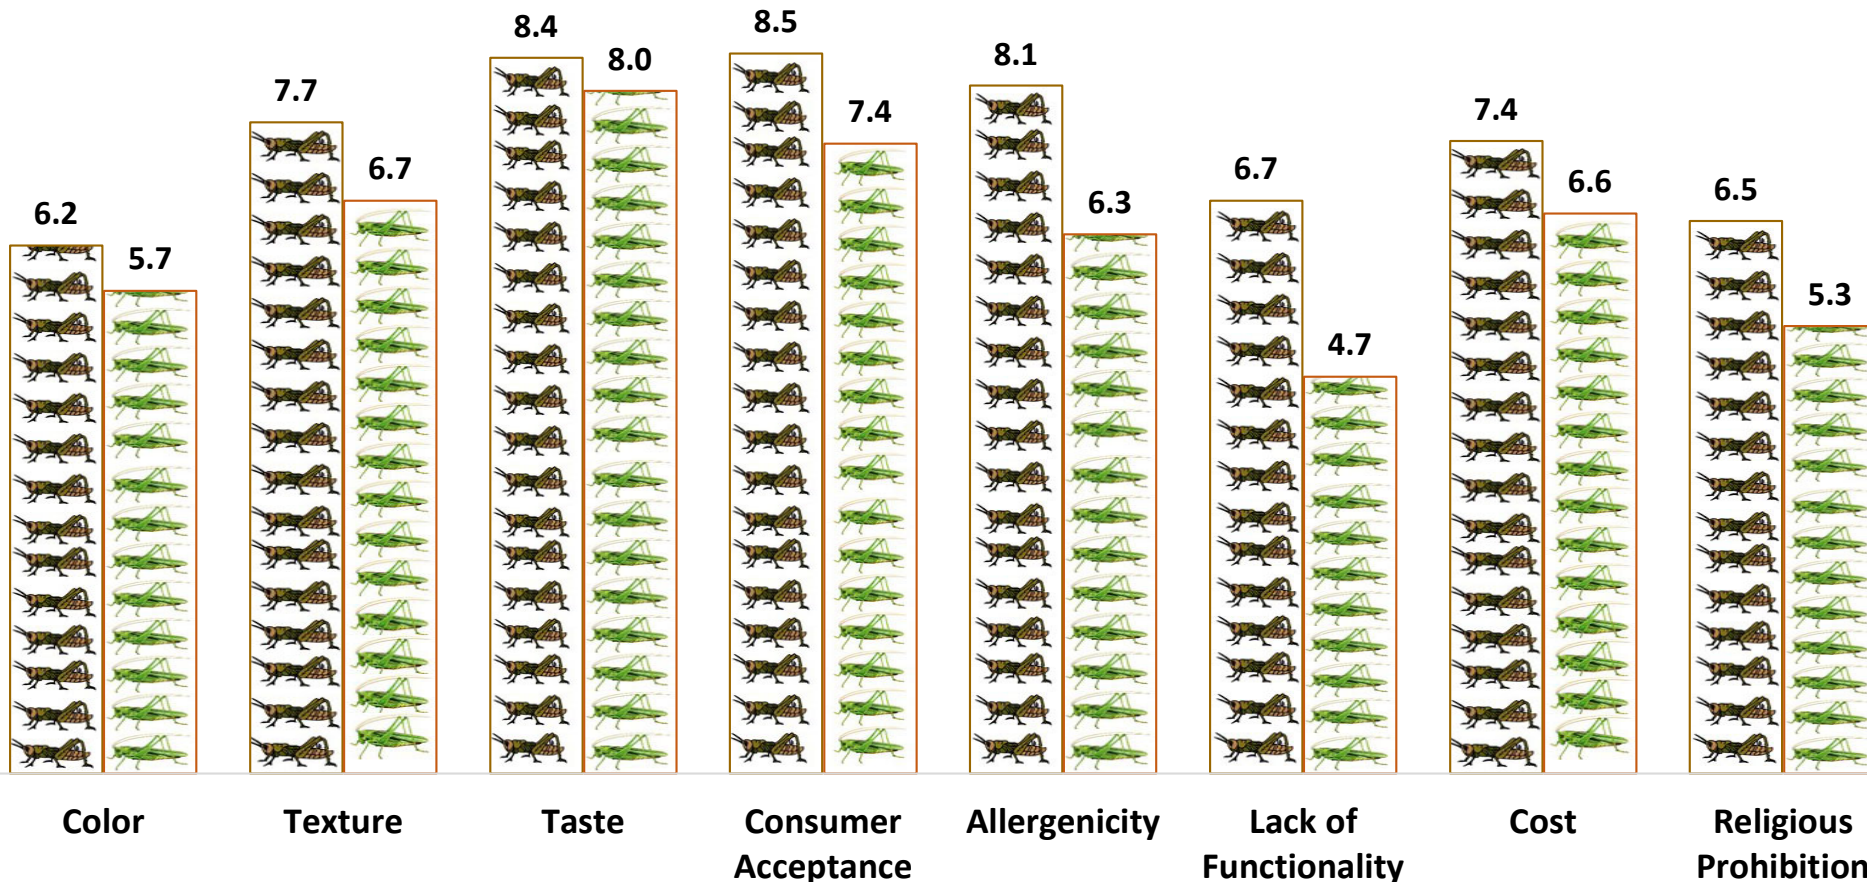 6.2
5.7
7.7
6.7
8.4
8.0
8.5
7.4
8.1
6.3
6.7
4.7
7.4
6.6
6.5
5.3
Color
Texture
Taste
Consumer
Acceptance
Allergenicity
Lack of
Functionality
Cost
Religious
Prohibition